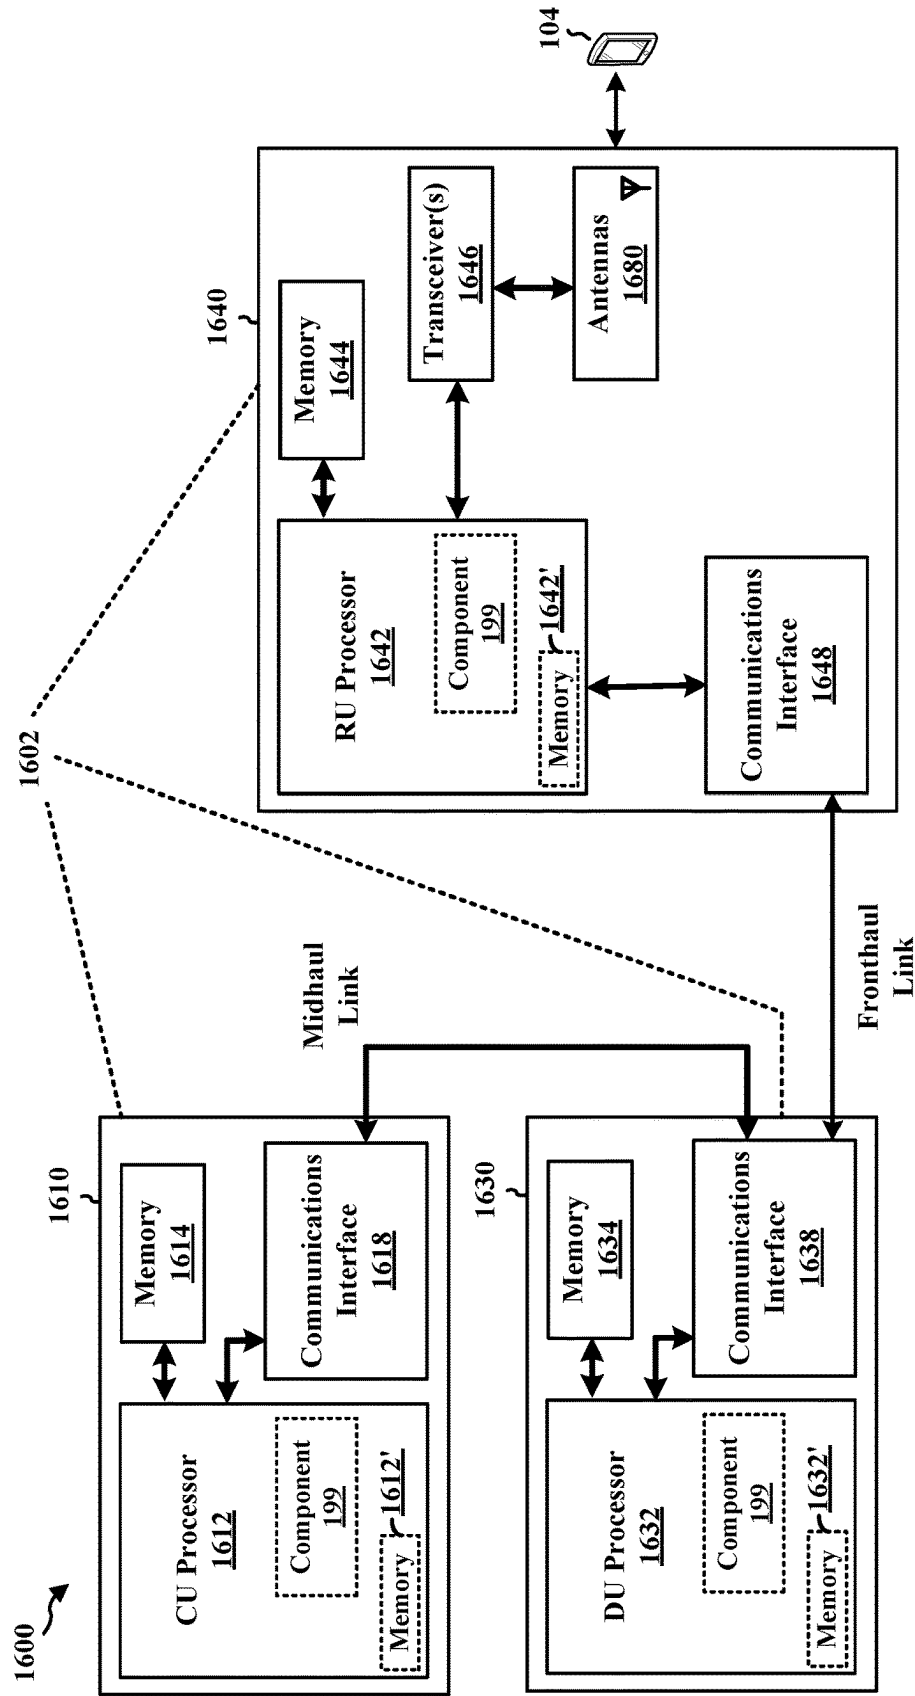 1600
1602
1610
CU Processor
1612
Component
199
Memory
1612'
Memory
1614
Communications
Interface
1618
Midhaul
Link
1630
DU Processor
1632
Component
199
Memory
1632'
Memory
1634
Communications
Interface
1638
Fronthaul
Link
1640
RU Processor
1642
Component
199
Memory
1642'
Memory
1644
Transceiver(s)
1646
Antennas
1680
Communications
Interface
1648
104